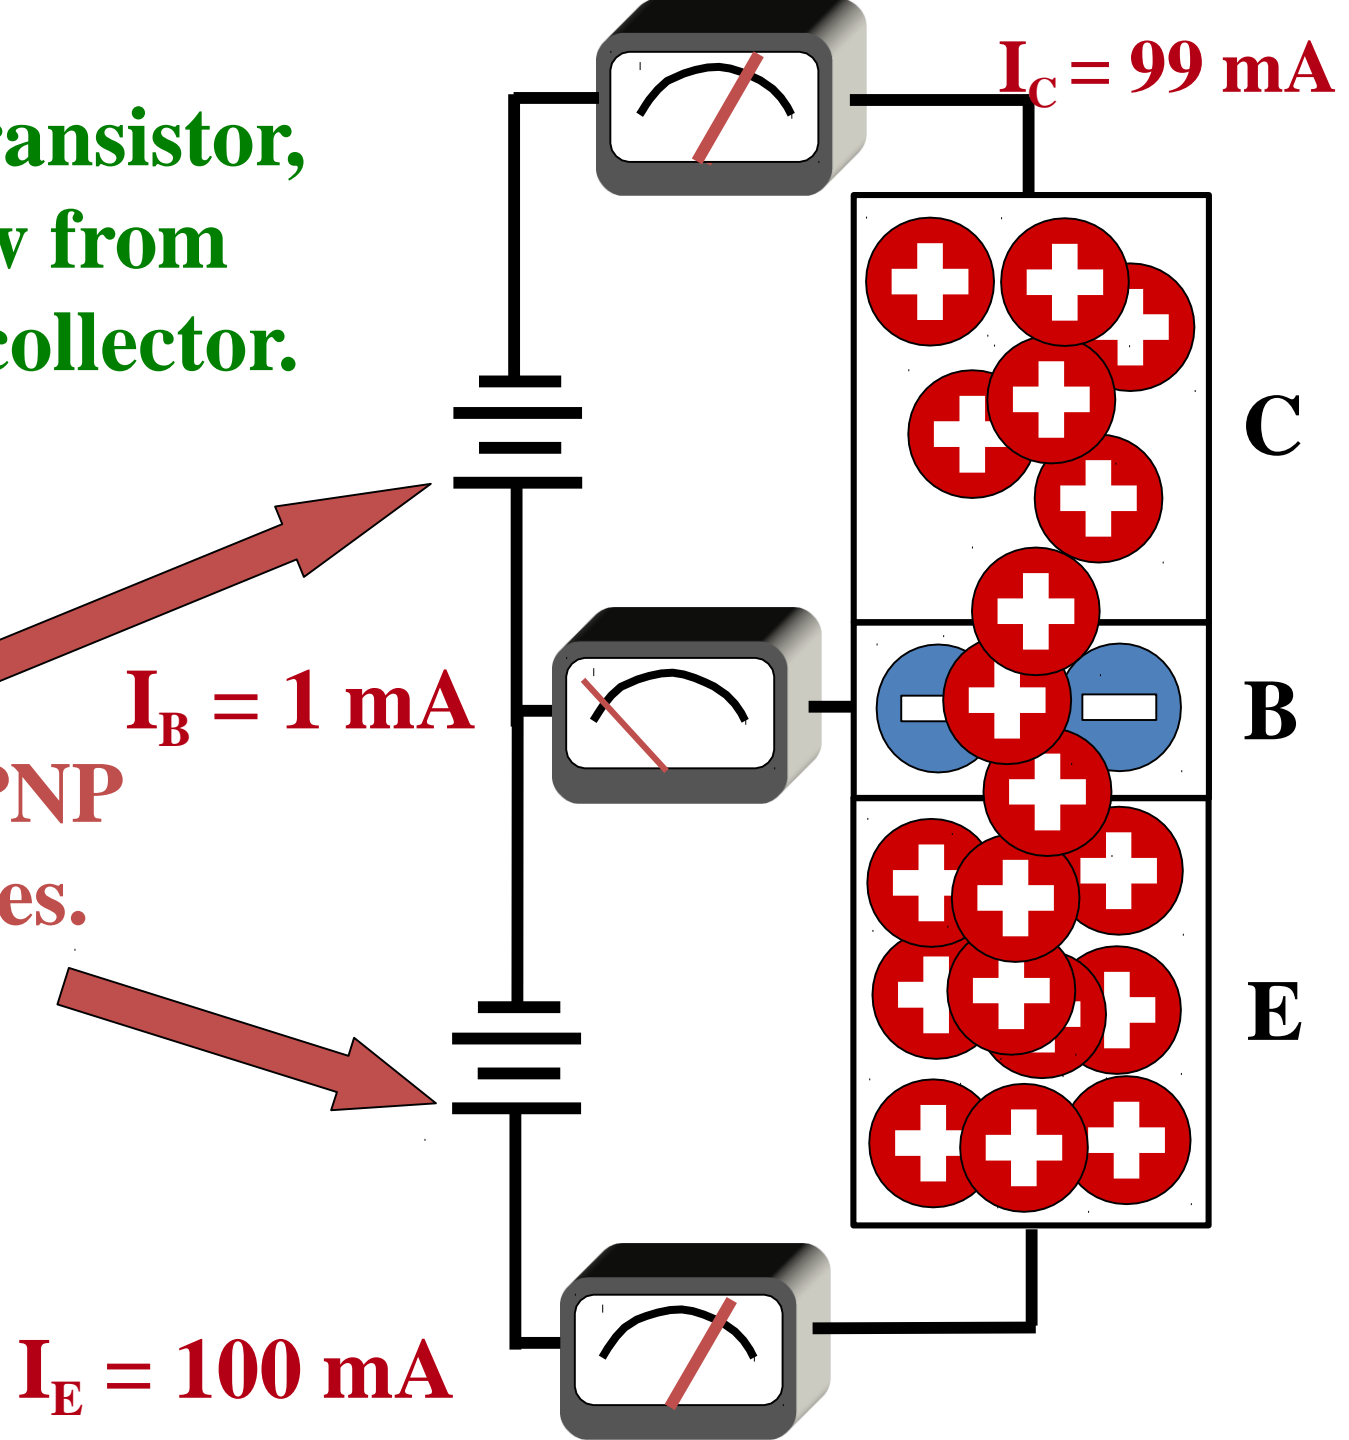 I_C = 99 mA
ransistor,
w from
collector.
C
I_B = 1 mA
B
PNP
es.
E
I_E = 100 mA